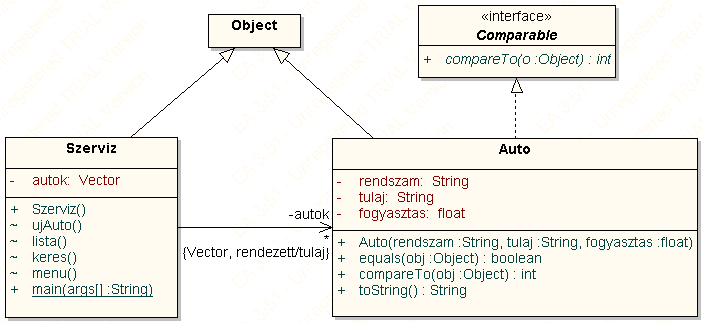 Object
«interface»
Comparable
+ compareTo(o :Object) : int
Szerviz
- autok: Vector
+ Szerviz()
~ ujAuto()
~ lista()
~ keres()
~ menu()
+ main(args[] :String)
-autok
*
{Vector, rendezett/tulaj}
Auto
- rendszam: String
- tulaj: String
- fogyasztas: float
+ Auto(rendszam :String, tulaj :String, fogyasztas :float)
+ equals(obj :Object) : boolean
+ compareTo(obj :Object) : int
+ toString() : String